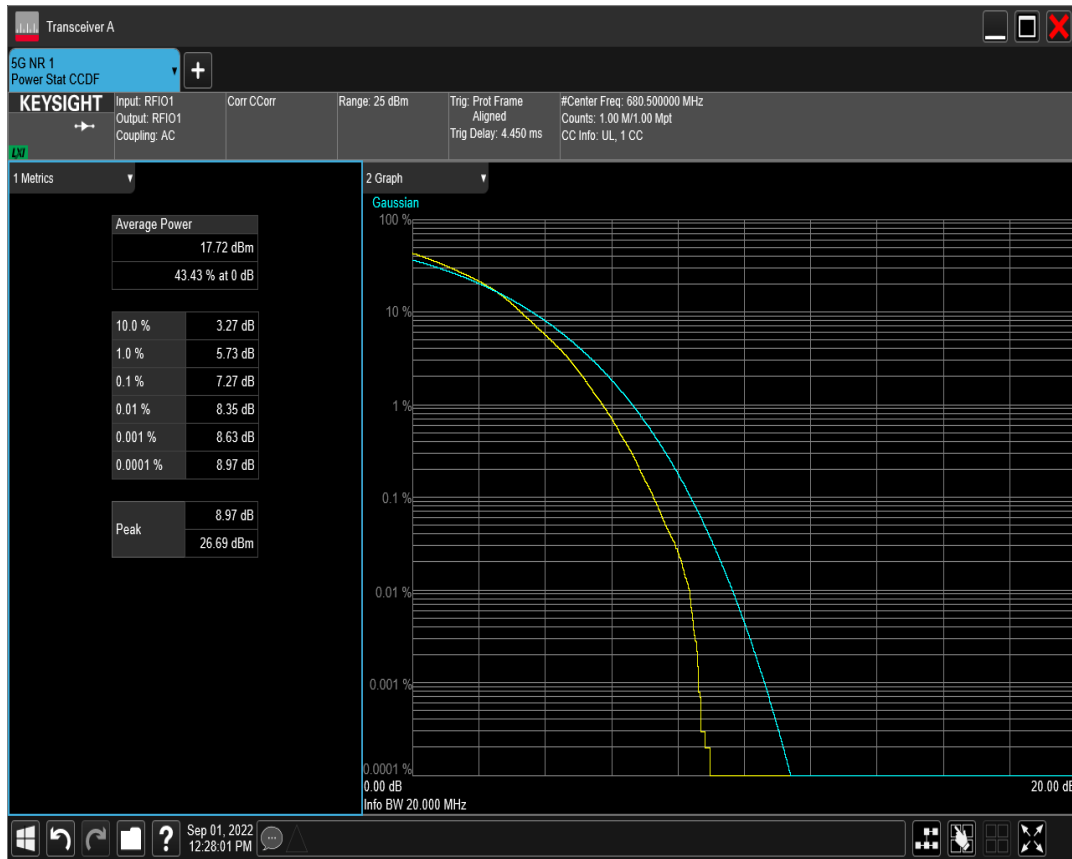 Transceiver A
5G NR 1
Power Stat CCDF
+
KEYSIGHT
LXI
Input: RFIO1
Output: RFIO1
Coupling: AC
Corr CCorr
Range: 25 dBm
Trig: Prot Frame
Aligned
Trig Delay: 4.450 ms
#Center Freq: 680.500000 MHz
Counts: 1.00 M/1.00 Mpt
CC Info: UL, 1 CC
1 Metrics
Average Power
17.72 dBm
43.43 % at 0 dB
10.0 % 3.27 dB
1.0 % 5.73 dB
0.1 % 7.27 dB
0.01 % 8.35 dB
0.001 % 8.63 dB
0.0001 % 8.97 dB
Peak 8.97 dB
26.69 dBm
2 Graph
Gaussian
100 %
10 %
1 %
0.1 %
0.01 %
0.001 %
0.0001 %
0.00 dB 20.00 dB
Info BW 20.000 MHz
?
Sep 01, 2022
12:28:01 PM